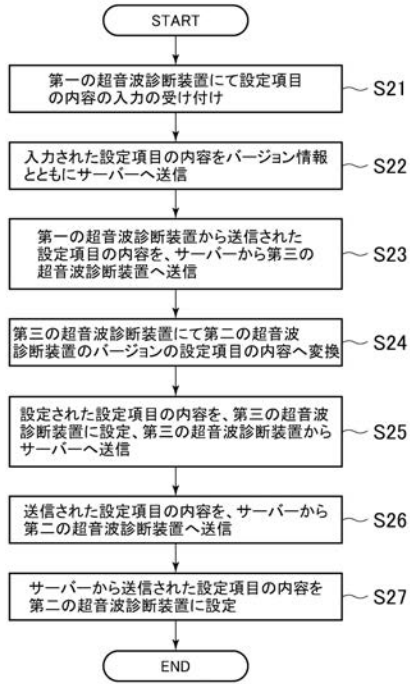 START
第一の超音波診断装置にて設定項目
の内容の入力の受け付け
S21
入力された設定項目の内容をバージョン情報
とともにサーバーへ送信
S22
第一の超音波診断装置から送信された
設定項目の内容を、サーバーから第三の
超音波診断装置へ送信
S23
第三の超音波診断装置にて第二の超音波
診断装置のバージョンの設定項目の内容へ変換
S24
設定された設定項目の内容を、第三の超音波
診断装置に設定、第三の超音波診断装置から
サーバーへ送信
S25
送信された設定項目の内容を、サーバーから
第二の超音波診断装置へ送信
S26
サーバーから送信された設定項目の内容を
第二の超音波診断装置に設定
S27
END